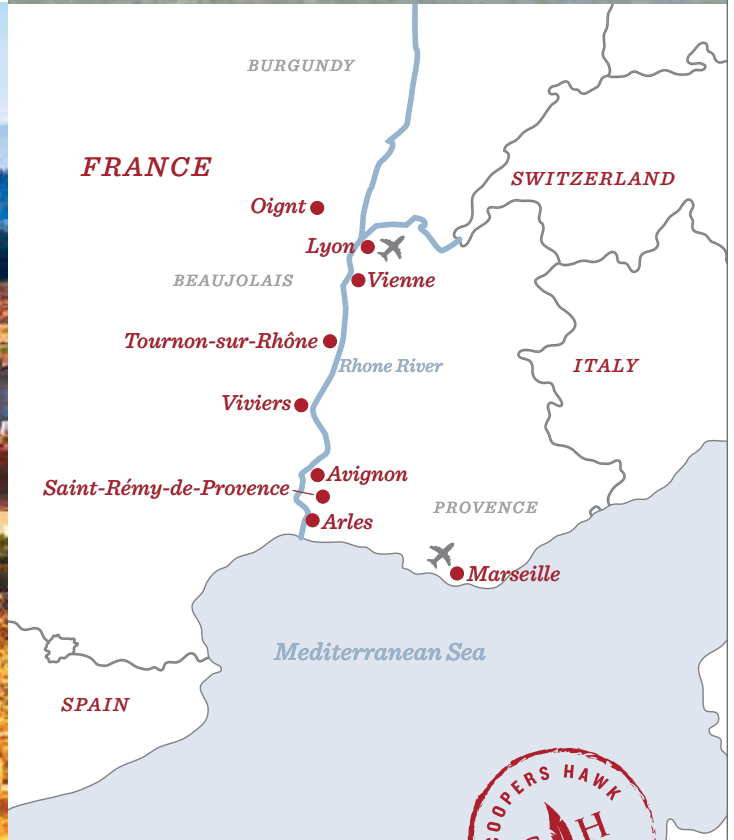 BURGUNDY
FRANCE
SWITZERLAND
Oignt
Lyon
BEAUJOLAIS
Vienne
Tournon-sur-Rhône
Rhone River
ITALY
Viviers
Avignon
Saint-Rémy-de-Provence
PROVENCE
Arles
Marseille
Mediterranean Sea
SPAIN
COOPERS HAWK
H